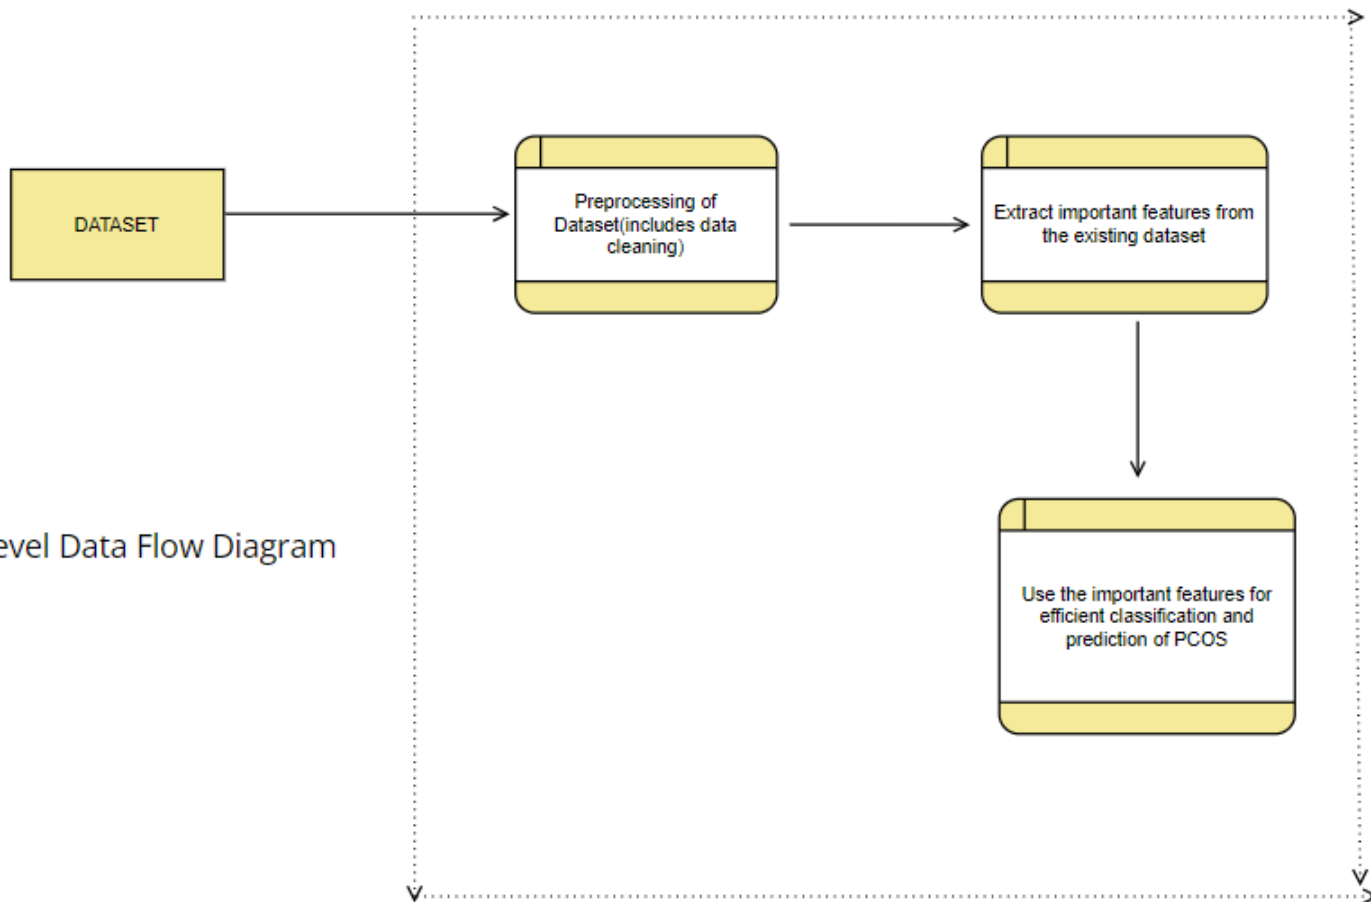 DATASET
Preprocessing of
Dataset(includes data
cleaning)
Extract important features from
the existing dataset
evel Data Flow Diagram
Use the important features for
efficient classification and
prediction of PCOS